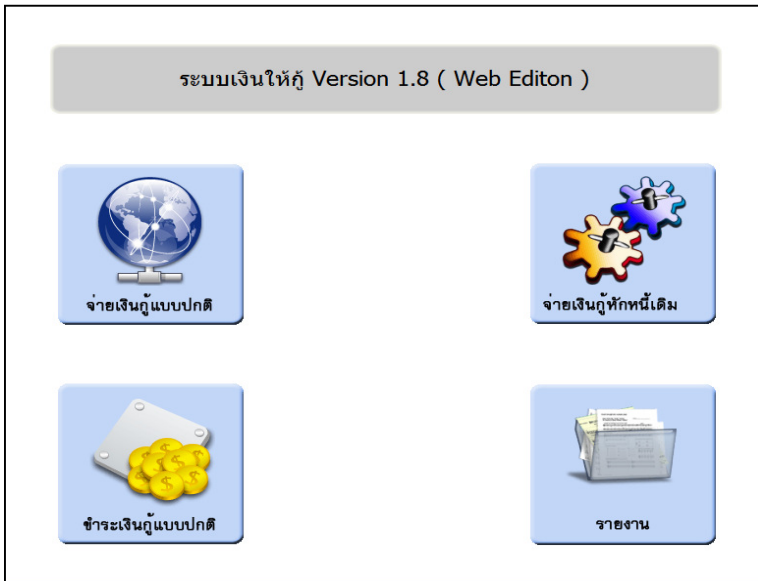 ระบบเงินให้กู้ Version 1.8 ( Web Editon )
จ่ายเงินกู้แบบปกติ
จ่ายเงินกู้หักหนี้เดิม
ชำระเงินกู้แบบปกติ
รายงาน